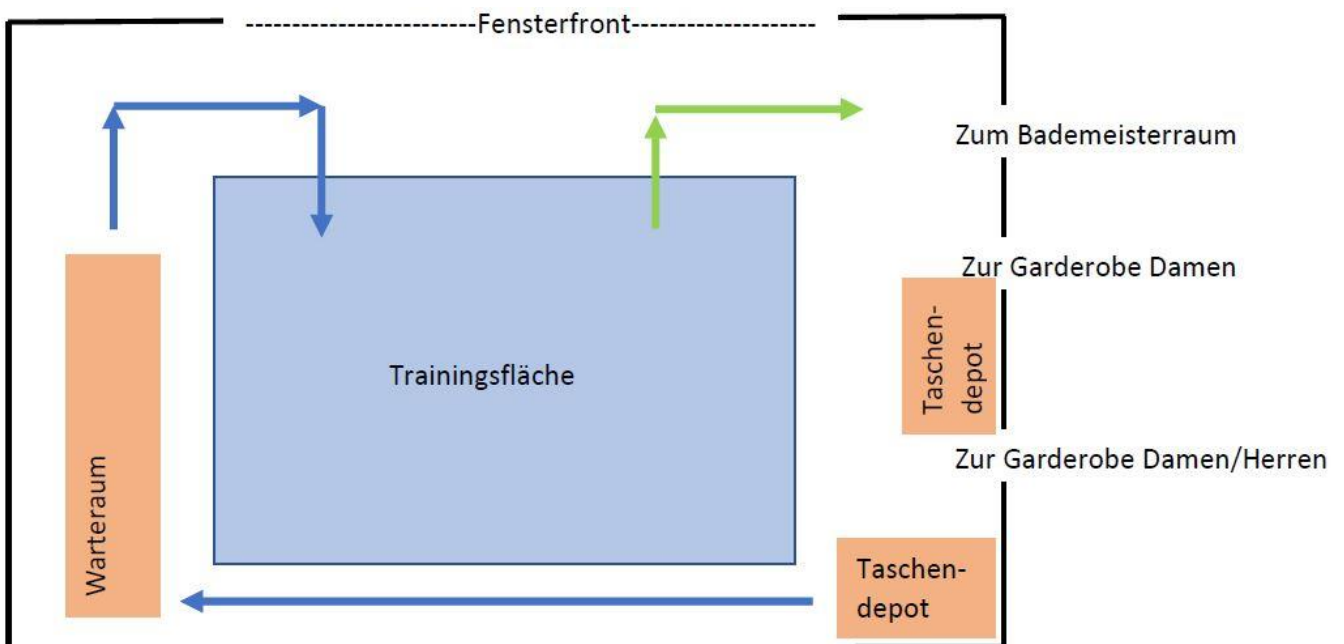 ------------------------Fensterfront-------------------
Zum Bademeisterraum
Zur Garderobe Damen
Taschen-
depot
Trainingsfläche
Zur Garderobe Damen/Herren
Warteraum
Taschen-
depot